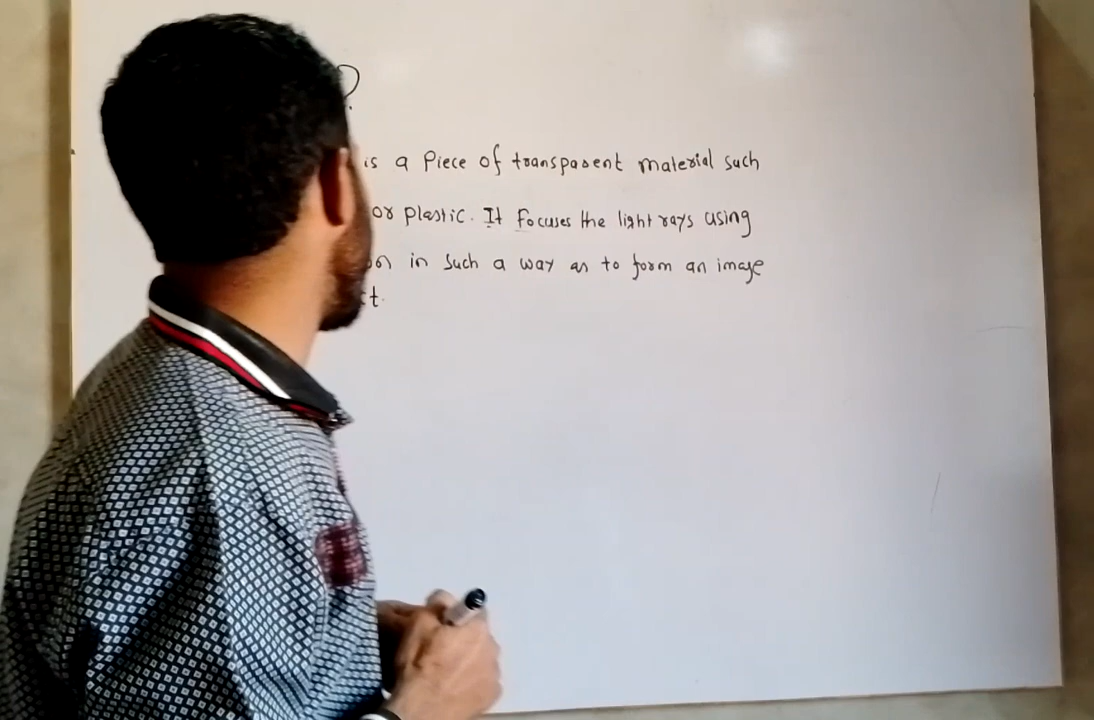 ?
is a Piece of transparent material such
or plastic. It focuses the light rays using
in such a way as to form an image